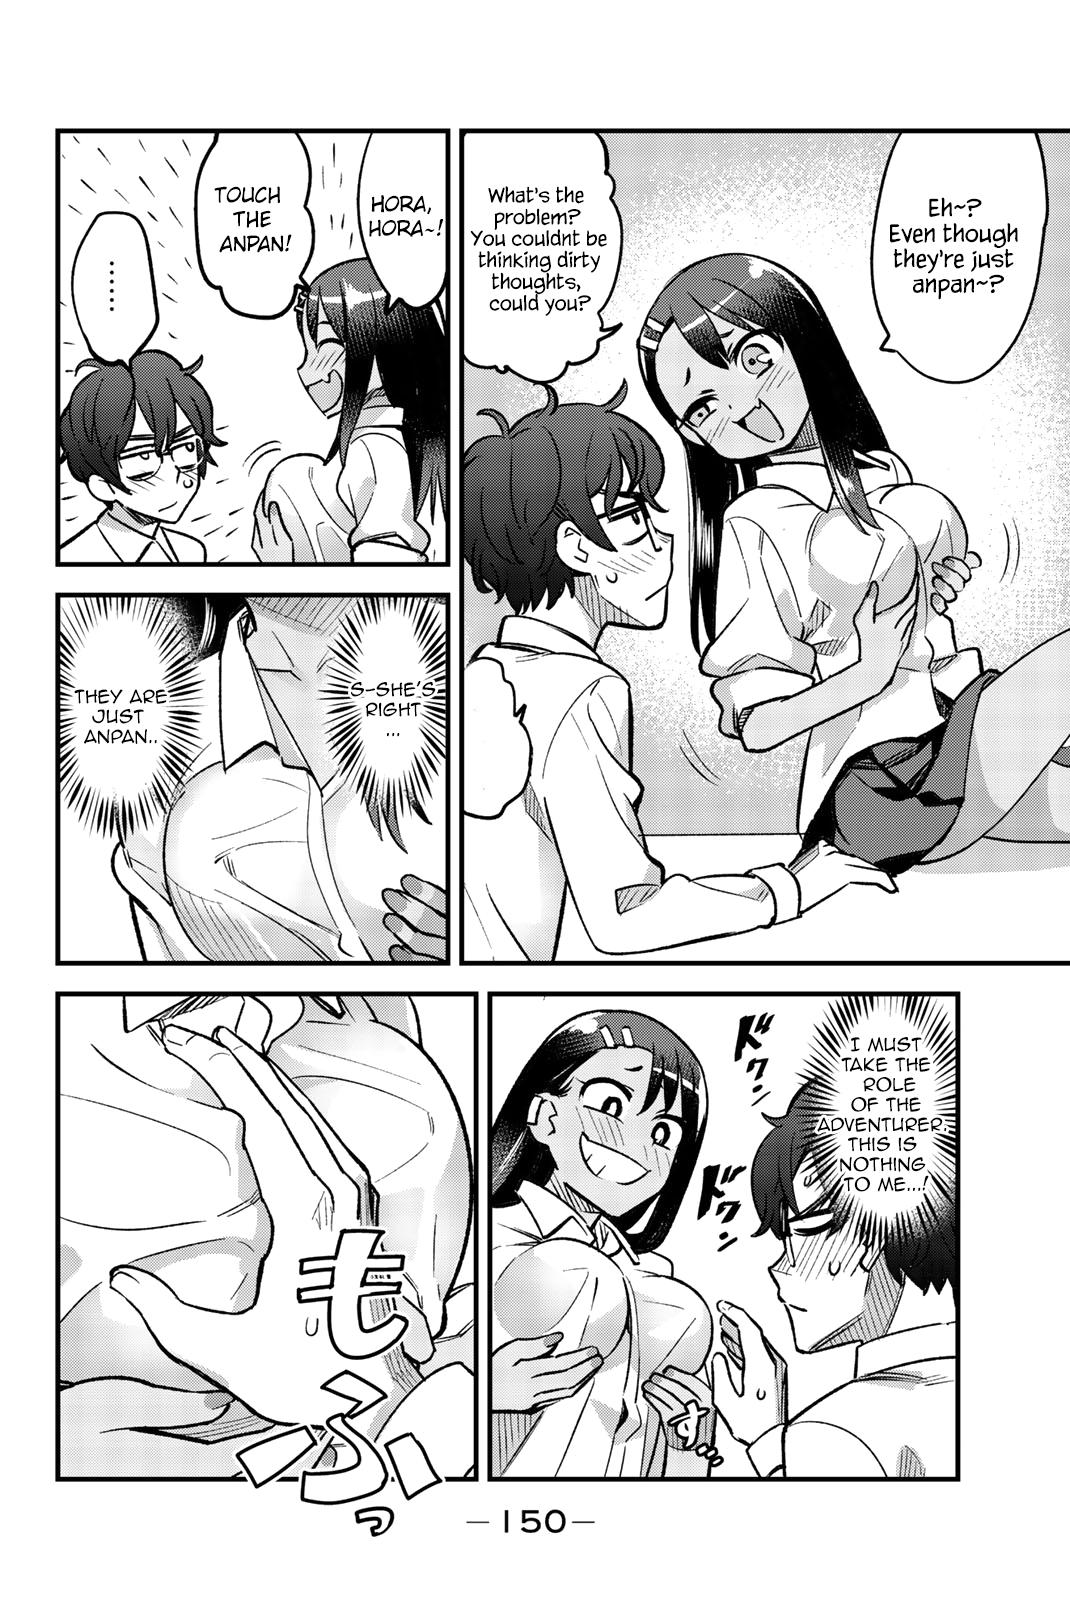 Eh~?
Even though
they're just
anpan~?
What's the
problem?
You couldnt be
thinking dirty
thoughts,
could you?
HORA,
HORA~!
TOUCH
THE
ANPAN!
......
S-SHE'S
RIGHT
...
THEY ARE
JUST
ANPAN..
I MUST
TAKE THE
ROLE
OF THE
ADVENTURER.
THIS IS
NOTHING
TO ME...!
ドクン
ドクン
す...
もふっ
—150—